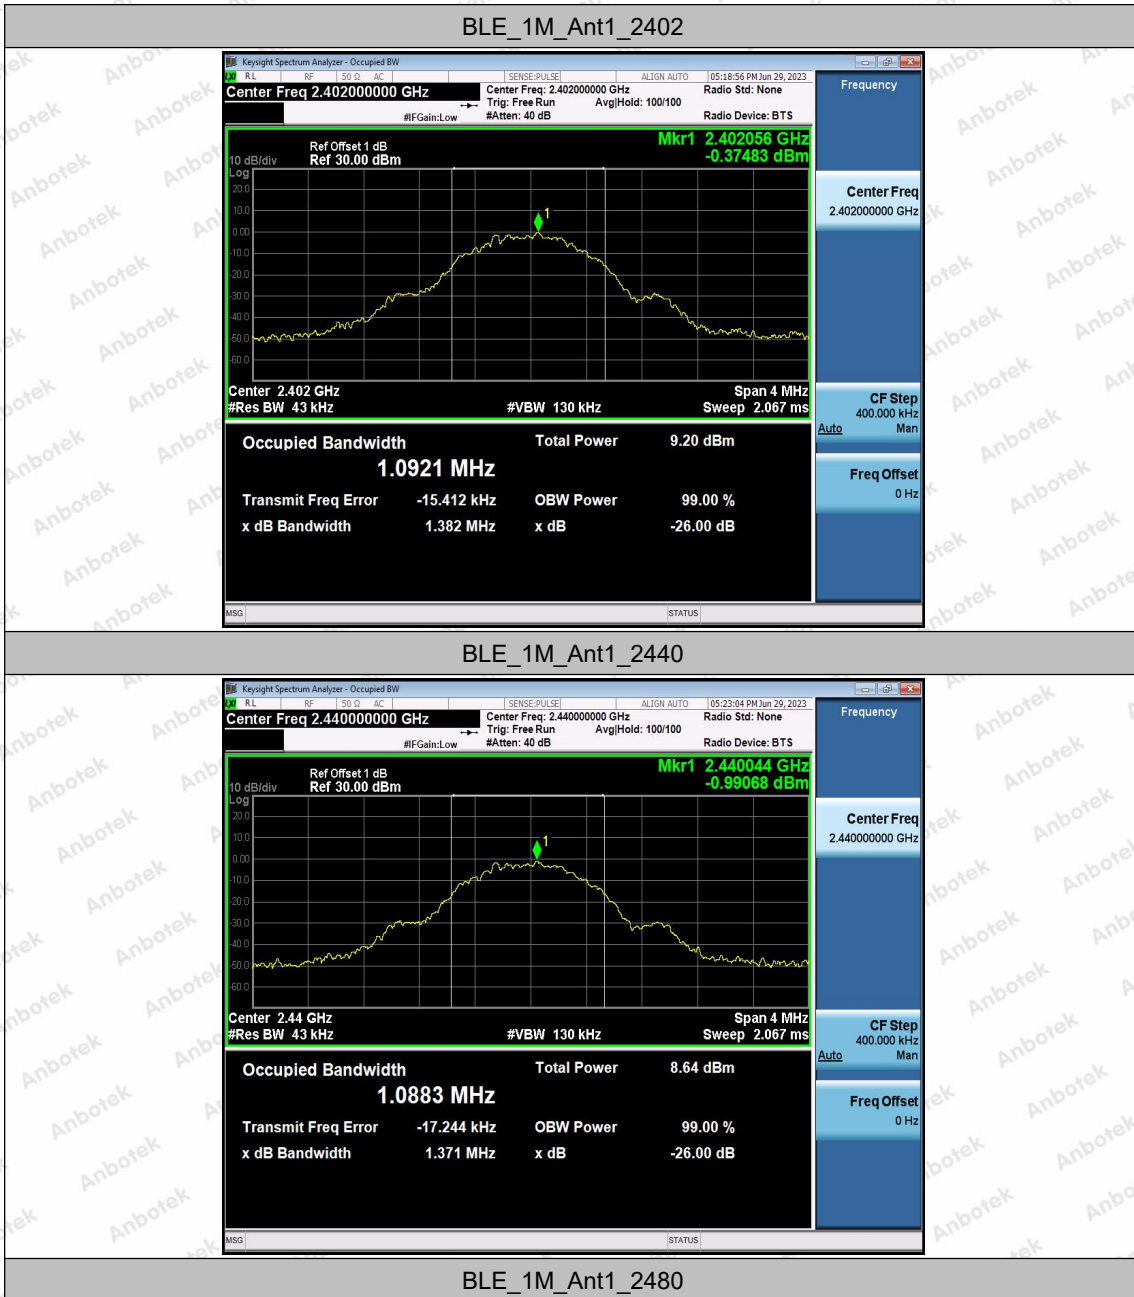 BLE_1M_Ant1_2402
Keysight Spectrum Analyzer - Occupied BW
LXI RL RF 50 Ω AC SENSE:PULSE ALIGN AUTO 05:18:56 PM Jun 29, 2023
Center Freq 2.402000000 GHz
Center Freq: 2.402000000 GHz
Radio Std: None
Trig: Free Run Avg|Hold: 100/100
#IFGain:Low #Atten: 40 dB Radio Device: BTS
Mkr1 2.402056 GHz
-0.37483 dBm
Ref Offset 1 dB
10 dB/div Ref 30.00 dBm
Log
20.0
10.0
0.00
-10.0
-20.0
-30.0
-40.0
-50.0
-60.0
1
Center 2.402 GHz Span 4 MHz
#Res BW 43 kHz #VBW 130 kHz Sweep 2.067 ms
Occupied Bandwidth Total Power 9.20 dBm
1.0921 MHz
Transmit Freq Error -15.412 kHz OBW Power 99.00 %
x dB Bandwidth 1.382 MHz x dB -26.00 dB
MSG STATUS
Frequency
Center Freq
2.402000000 GHz
CF Step
400.000 kHz
Auto Man
Freq Offset
0 Hz
BLE_1M_Ant1_2440
Keysight Spectrum Analyzer - Occupied BW
LXI RL RF 50 Ω AC SENSE:PULSE ALIGN AUTO 05:23:04 PM Jun 29, 2023
Center Freq 2.440000000 GHz
Center Freq: 2.440000000 GHz
Radio Std: None
Trig: Free Run Avg|Hold: 100/100
#IFGain:Low #Atten: 40 dB Radio Device: BTS
Mkr1 2.440044 GHz
-0.99068 dBm
Ref Offset 1 dB
10 dB/div Ref 30.00 dBm
Log
20.0
10.0
0.00
-10.0
-20.0
-30.0
-40.0
-50.0
-60.0
1
Center 2.44 GHz Span 4 MHz
#Res BW 43 kHz #VBW 130 kHz Sweep 2.067 ms
Occupied Bandwidth Total Power 8.64 dBm
1.0883 MHz
Transmit Freq Error -17.244 kHz OBW Power 99.00 %
x dB Bandwidth 1.371 MHz x dB -26.00 dB
MSG STATUS
Frequency
Center Freq
2.440000000 GHz
CF Step
400.000 kHz
Auto Man
Freq Offset
0 Hz
BLE_1M_Ant1_2480
Anbotek